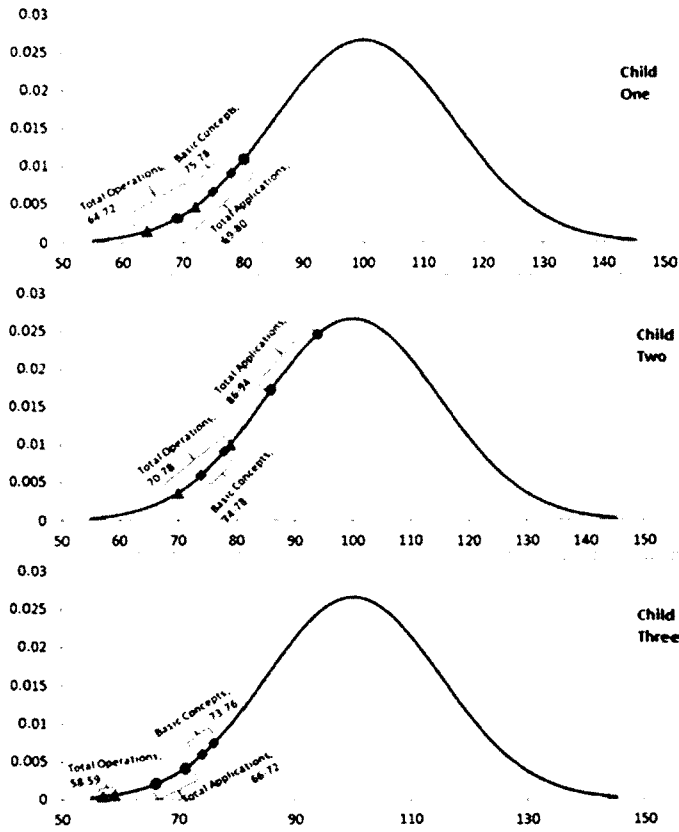 0.03
0.025
0.02
0.015
0.01
0.005
0
Child
One
Basic Concepts,
75 78
Total Operations,
64 72
Total Applications,
69-80
50 60 70 80 90 100 110 120 130 140 150
0.03
0.025
0.02
0.015
0.01
0.005
0
Child
Two
Total Applications,
86-94
Total Operations,
70 78
Basic Concepts,
74 78
50 60 70 80 90 100 110 120 130 140 150
0.03
0.025
0.02
0.015
0.01
0.005
0
Child
Three
Basic Concepts,
73 76
Total Operations,
58 59
Total Applications,
66-72
50 60 70 80 90 100 110 120 130 140 150